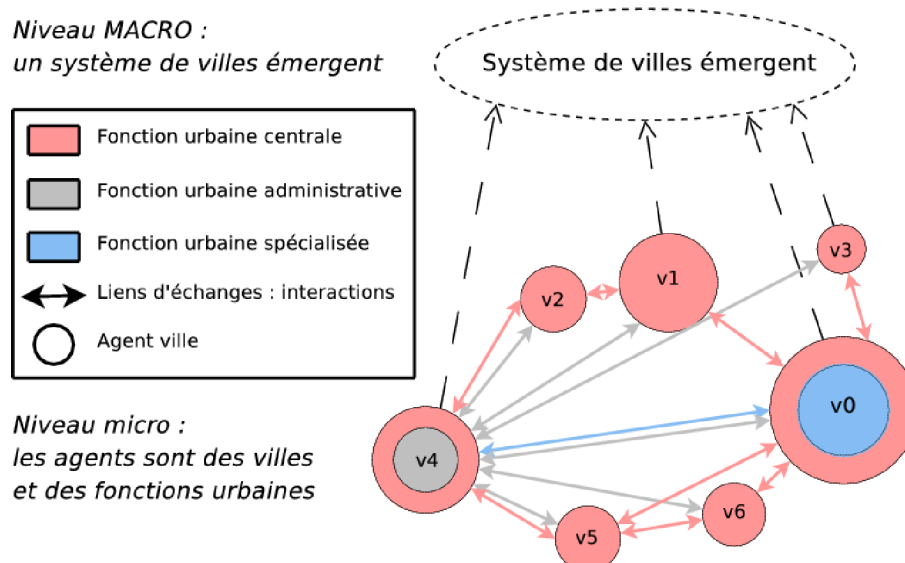 Niveau MACRO :
un système de villes émergent
Système de villes émergent
Fonction urbaine centrale
Fonction urbaine administrative
Fonction urbaine spécialisée
Liens d'échanges : interactions
Agent ville
v3
v1
v2
v0
Niveau micro :
les agents sont des villes
et des fonctions urbaines
v4
v6
v5